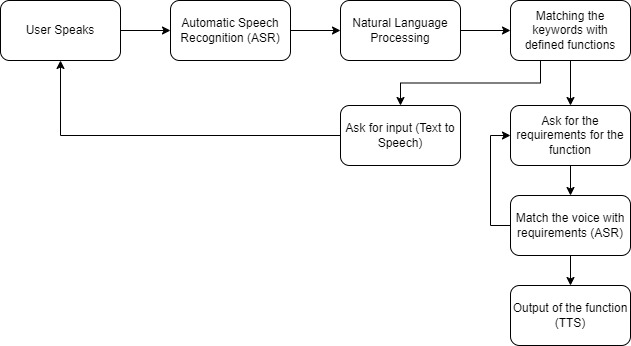 User Speaks
Automatic Speech
Recognition (ASR)
Natural Language
Processing
Matching the
keywords with
defined functions
Ask for input (Text to
Speech)
Ask for the
requirements for the
function
Match the voice with
requirements (ASR)
Output of the function
(TTS)